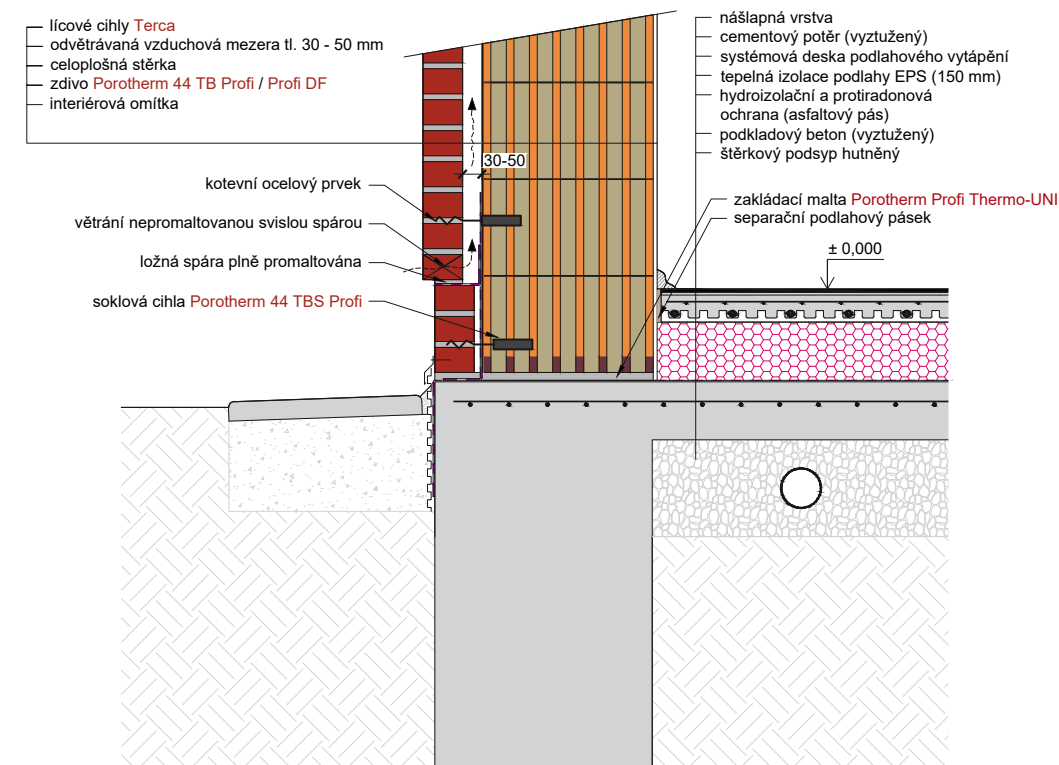 lícové cihly Terca
odvětrávaná vzduchová mezera tl. 30 - 50 mm
celoplošná stěrka
zdivo Porotherm 44 TB Profi / Profi DF
interiérová omítka
30-50
kotevní ocelový prvek
větrání nepromaltovanou svislou spárou
ložná spára plně promaltována
soklová cihla Porotherm 44 TBS Profi
nášlapná vrstva
cementový potěr (vyztužený)
systémová deska podlahového vytápění
tepelná izolace podlahy EPS (150 mm)
hydroizolační a protiradonová
ochrana (asfaltový pás)
podkladový beton (vyztužený)
štěrkový podsyp hutněný
zakládací malta Porotherm Profi Thermo-UNI
separační podlahový pásek
± 0,000